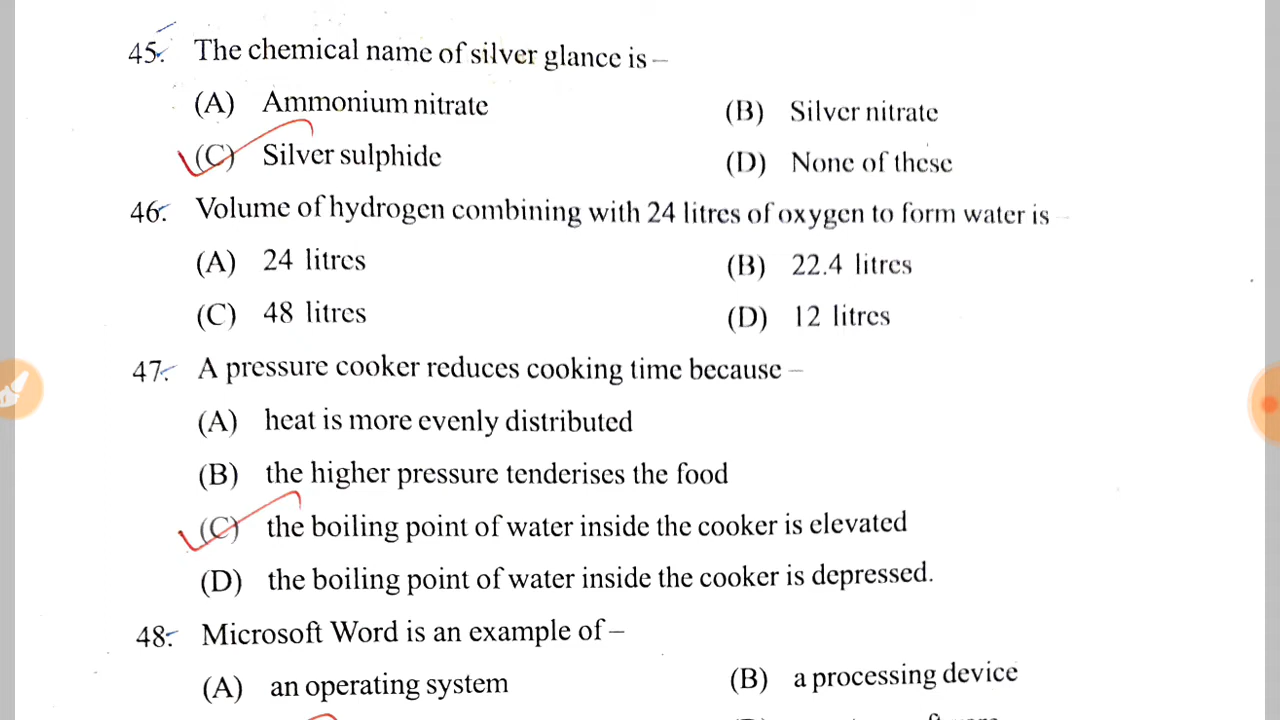 45. The chemical name of silver glance is –
(A) Ammonium nitrate (B) Silver nitrate
(C) Silver sulphide (D) None of these
46. Volume of hydrogen combining with 24 litres of oxygen to form water is –
(A) 24 litres (B) 22.4 litres
(C) 48 litres (D) 12 litres
47. A pressure cooker reduces cooking time because –
(A) heat is more evenly distributed
(B) the higher pressure tenderises the food
(C) the boiling point of water inside the cooker is elevated
(D) the boiling point of water inside the cooker is depressed.
48. Microsoft Word is an example of –
(A) an operating system (B) a processing device